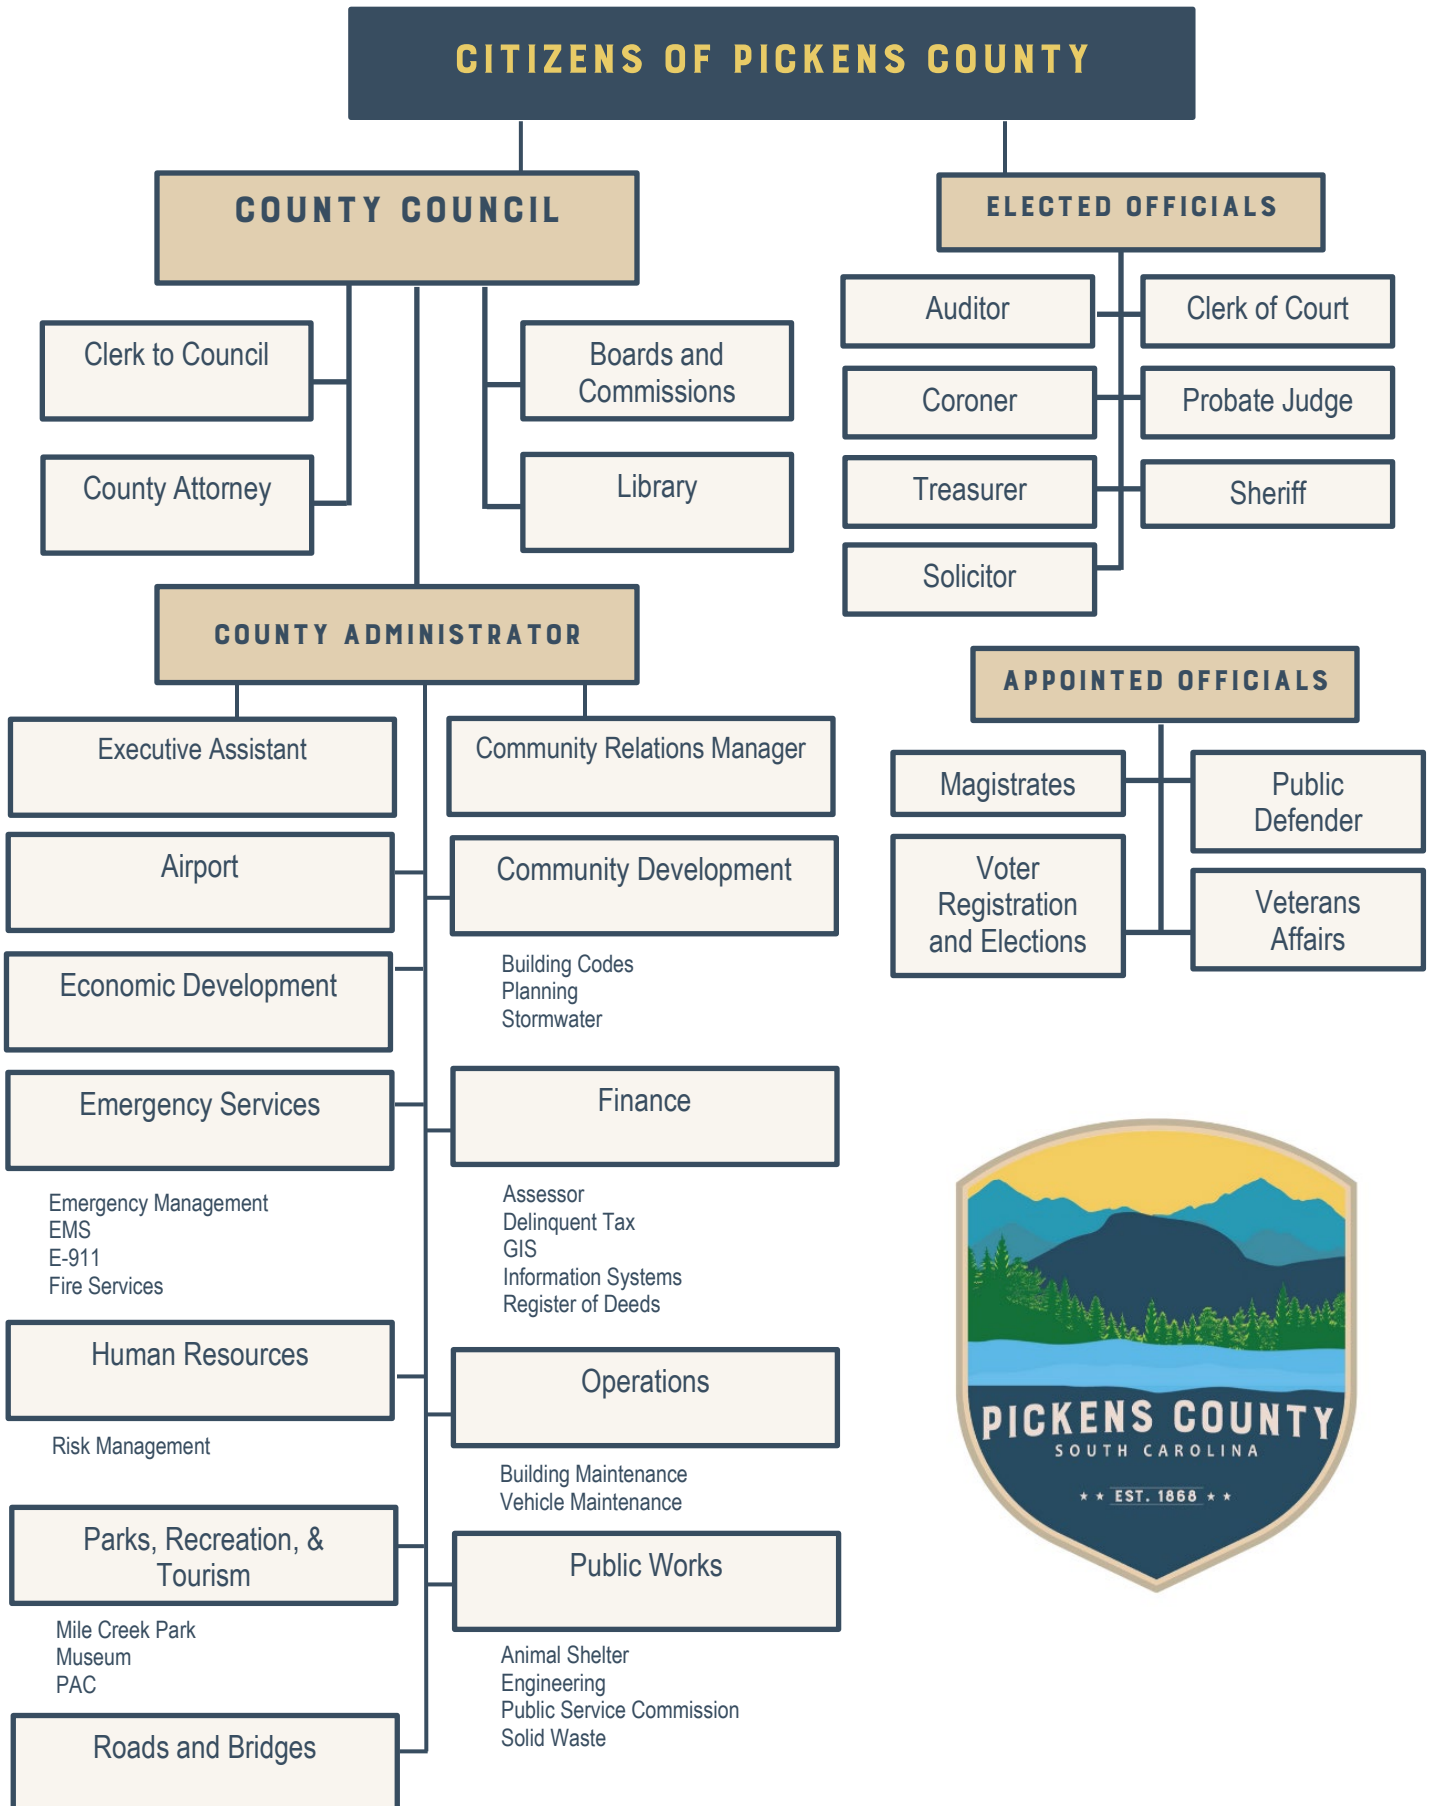 CITIZENS OF PICKENS COUNTY
COUNTY COUNCIL
Clerk to Council
County Attorney
Boards and
Commissions
Library
ELECTED OFFICIALS
Auditor
Clerk of Court
Coroner
Probate Judge
Treasurer
Sheriff
Solicitor
COUNTY ADMINISTRATOR
Executive Assistant
Community Relations Manager
Airport
Community Development
Building Codes
Planning
Stormwater
Economic Development
Emergency Services
Emergency Management
EMS
E-911
Fire Services
Finance
Assessor
Delinquent Tax
GIS
Information Systems
Register of Deeds
Human Resources
Risk Management
Operations
Building Maintenance
Vehicle Maintenance
Parks, Recreation, &
Tourism
Mile Creek Park
Museum
PAC
Public Works
Animal Shelter
Engineering
Public Service Commission
Solid Waste
Roads and Bridges
APPOINTED OFFICIALS
Magistrates
Public
Defender
Voter
Registration
and Elections
Veterans
Affairs
PICKENS COUNTY
SOUTH CAROLINA
★ ★ EST. 1868 ★ ★